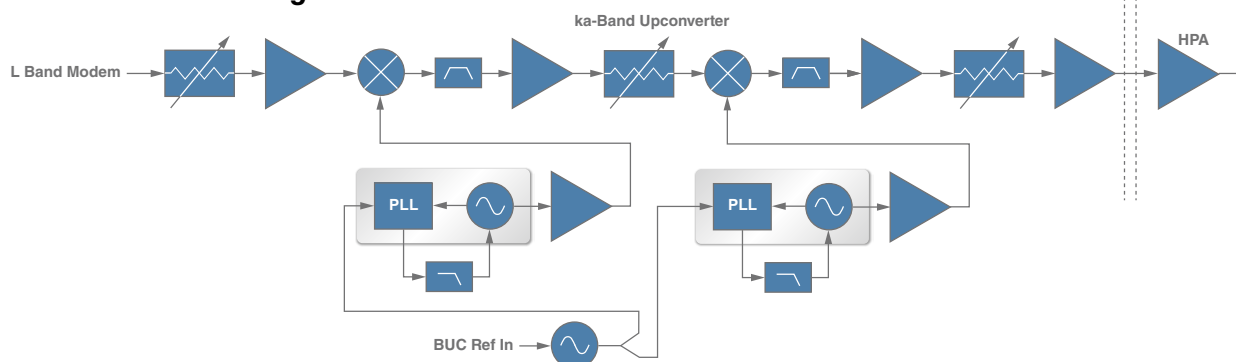 ka-Band Upconverter
HPA
L Band Modem
PLL
PLL
BUC Ref In